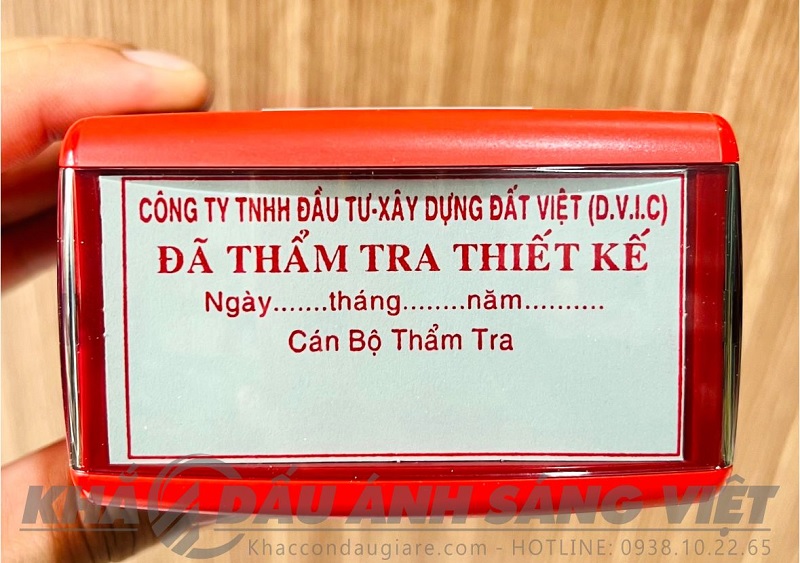 CÔNG TY TNHH ĐẦU TƯ-XÂY DỰNG ĐẤT VIỆT (D.V.I.C)
ĐÃ THẨM TRA THIẾT KẾ
Ngày.......tháng........năm..........
Cán Bộ Thẩm Tra
KHẮC DẤU ÁNH SÁNG VIỆT
Khaccondaugiare.com - HOTLINE: 0938.10.22.65